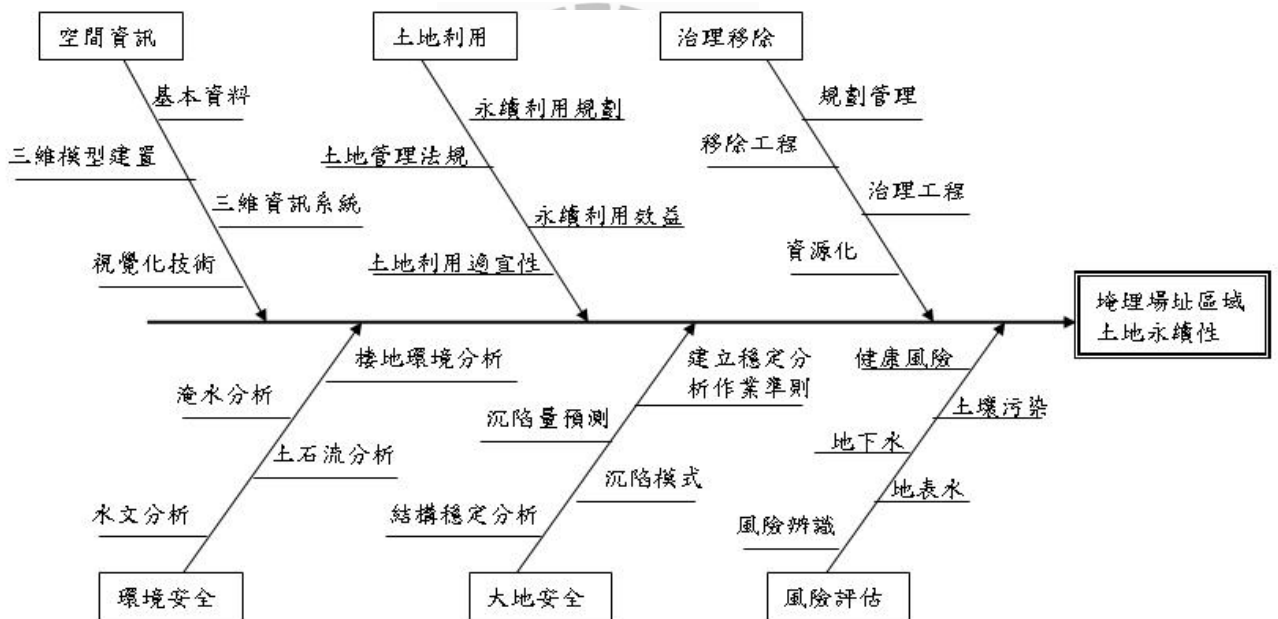 空間資訊
土地利用
治理移除
基本資料
永續利用規劃
規劃管理
三維模型建置
土地管理法規
移除工程
三維資訊系統
永續利用效益
治理工程
視覺化技術
土地利用適宜性
資源化
掩埋場址區域
土地永續性
棲地環境分析
建立穩定分
析作業準則
健康風險
淹水分析
沉陷量預測
土壤污染
土石流分析
沉陷模式
地下水
地表水
水文分析
結構穩定分析
風險辨識
環境安全
大地安全
風險評估